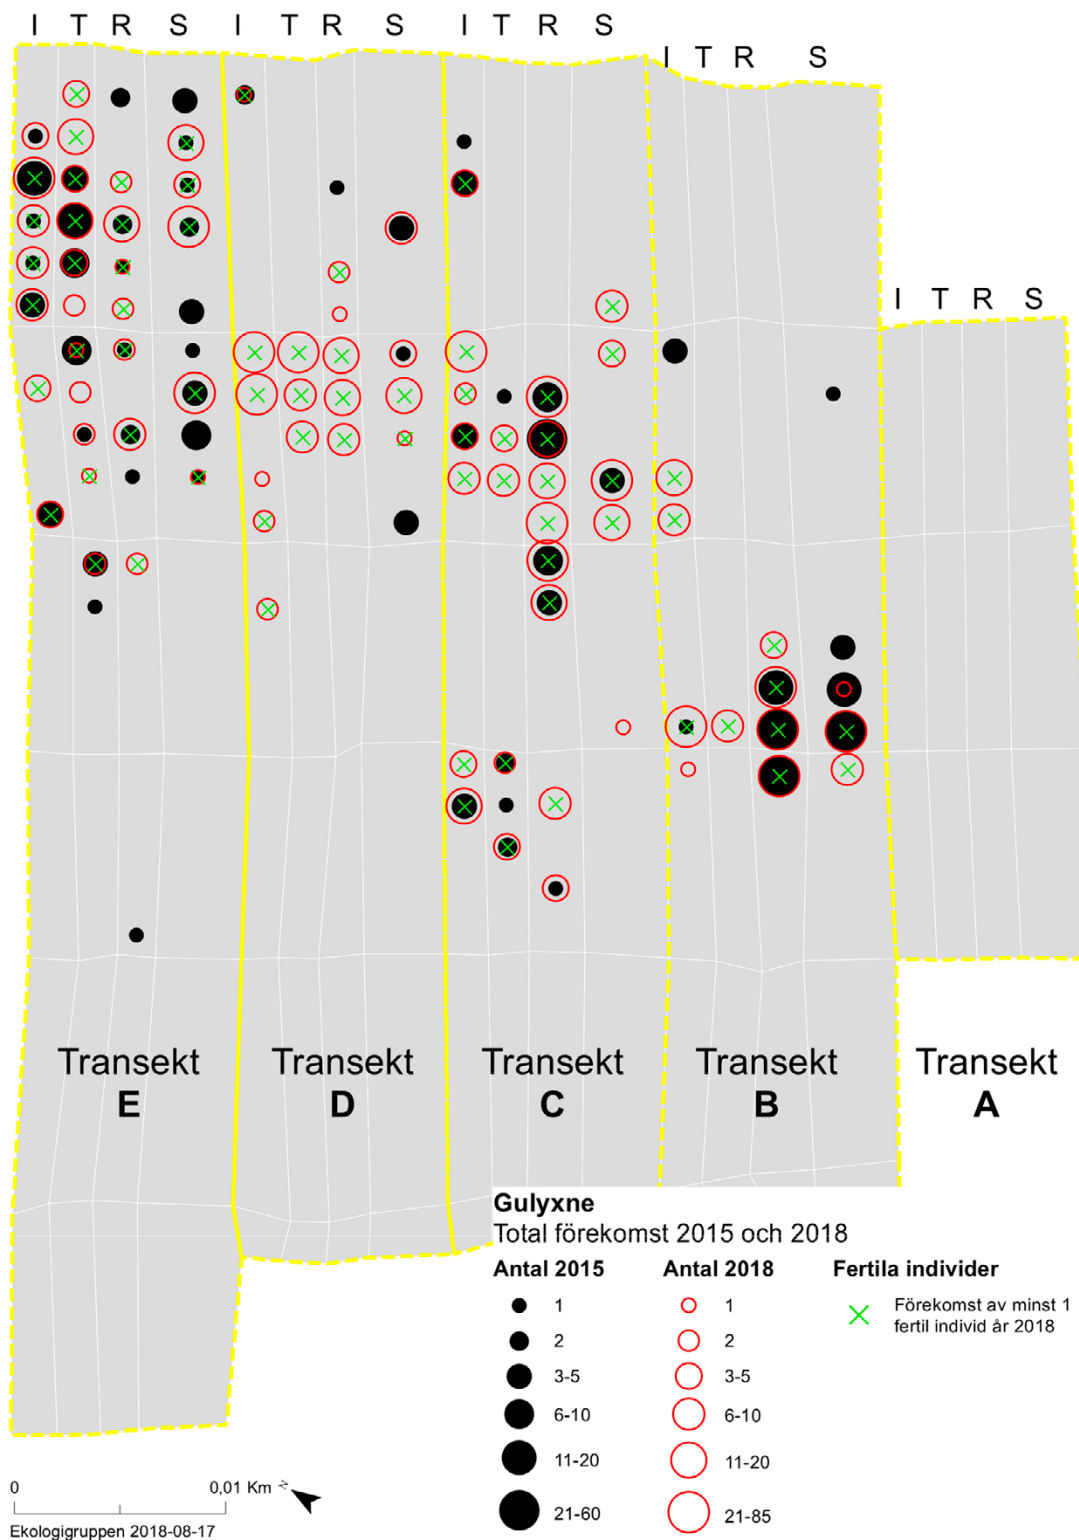 I T R S I T R S I T R S
I T R S
I T R S
Transekt Transekt Transekt Transekt Transekt
E D C B A
Gulyxne
Total förekomst 2015 och 2018
Antal 2015 Antal 2018 Fertila individer
1 1 Förekomst av minst 1
fertil individ år 2018
2 2
3-5 3-5
6-10 6-10
11-20 11-20
21-60 21-85
0 0,01 Km N
Ekologigruppen 2018-08-17